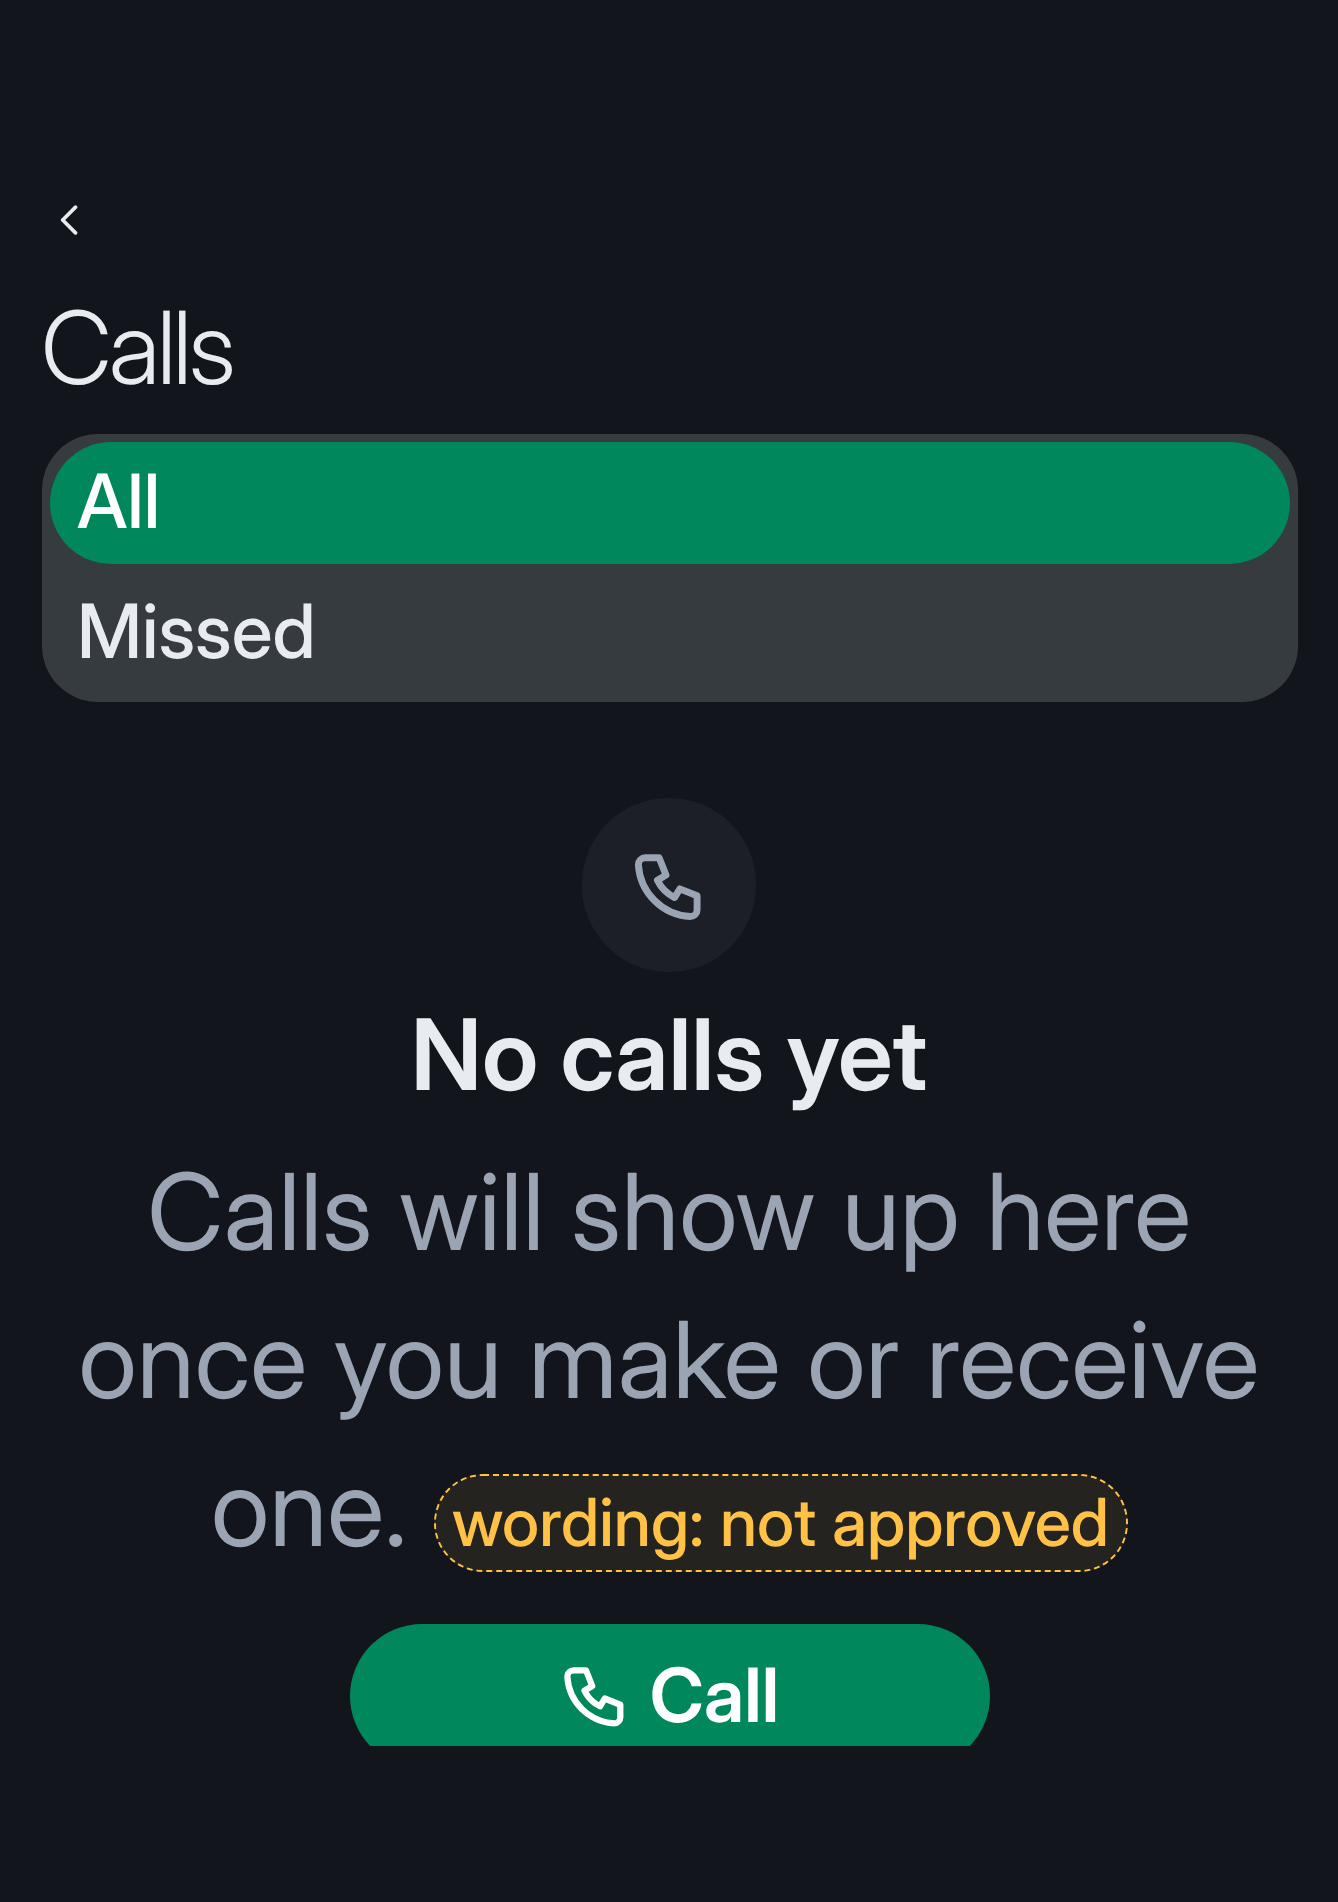 Calls
All
Missed
No calls yet
Calls will show up here
once you make or receive
one. wording: not approved
Call